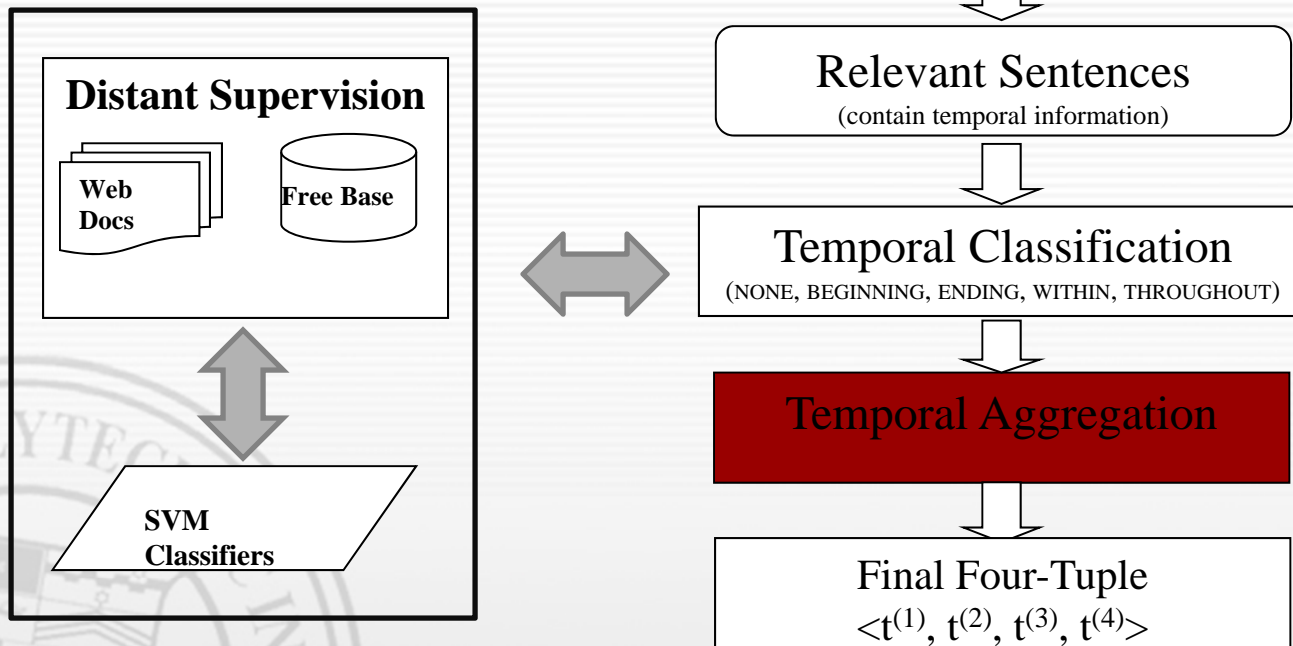 Distant Supervision
Web
Docs
Free Base
SVM
Classifiers
Relevant Sentences
(contain temporal information)
Temporal Classification
(NONE, BEGINNING, ENDING, WITHIN, THROUGHOUT)
Temporal Aggregation
Final Four-Tuple
<t⁽¹⁾, t⁽²⁾, t⁽³⁾, t⁽⁴⁾>